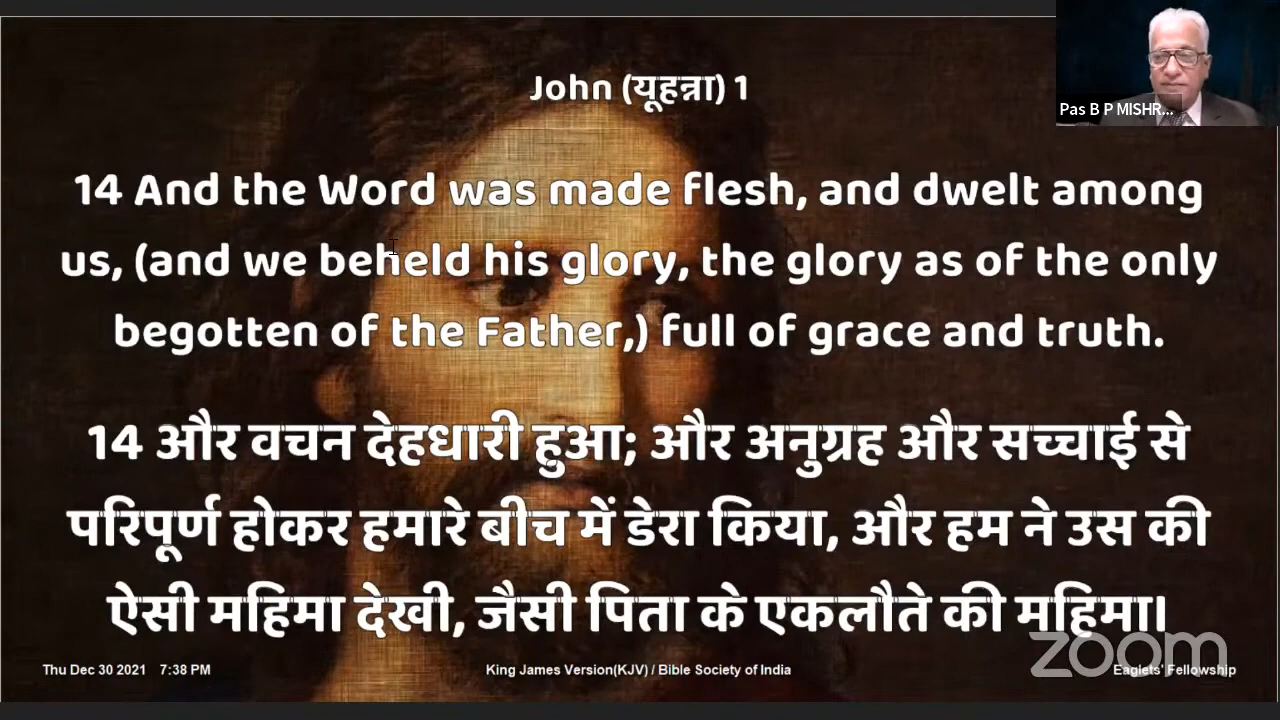 John (यूहन्ना) 1
Pas B P MISHR...
14 And the Word was made flesh, and dwelt among
us, (and we beheld his glory, the glory as of the only
begotten of the Father,) full of grace and truth.
14 और वचन देहधारी हुआ; और अनुग्रह और सच्चाई से
परिपूर्ण होकर हमारे बीच में डेरा किया, और हम ने उस की
ऐसी महिमा देखी, जैसी पिता के एकलौते की महिमा।
zoom
Thu Dec 30 2021 7:38 PM
King James Version(KJV) / Bible Society of India
Eaglets' Fellowship